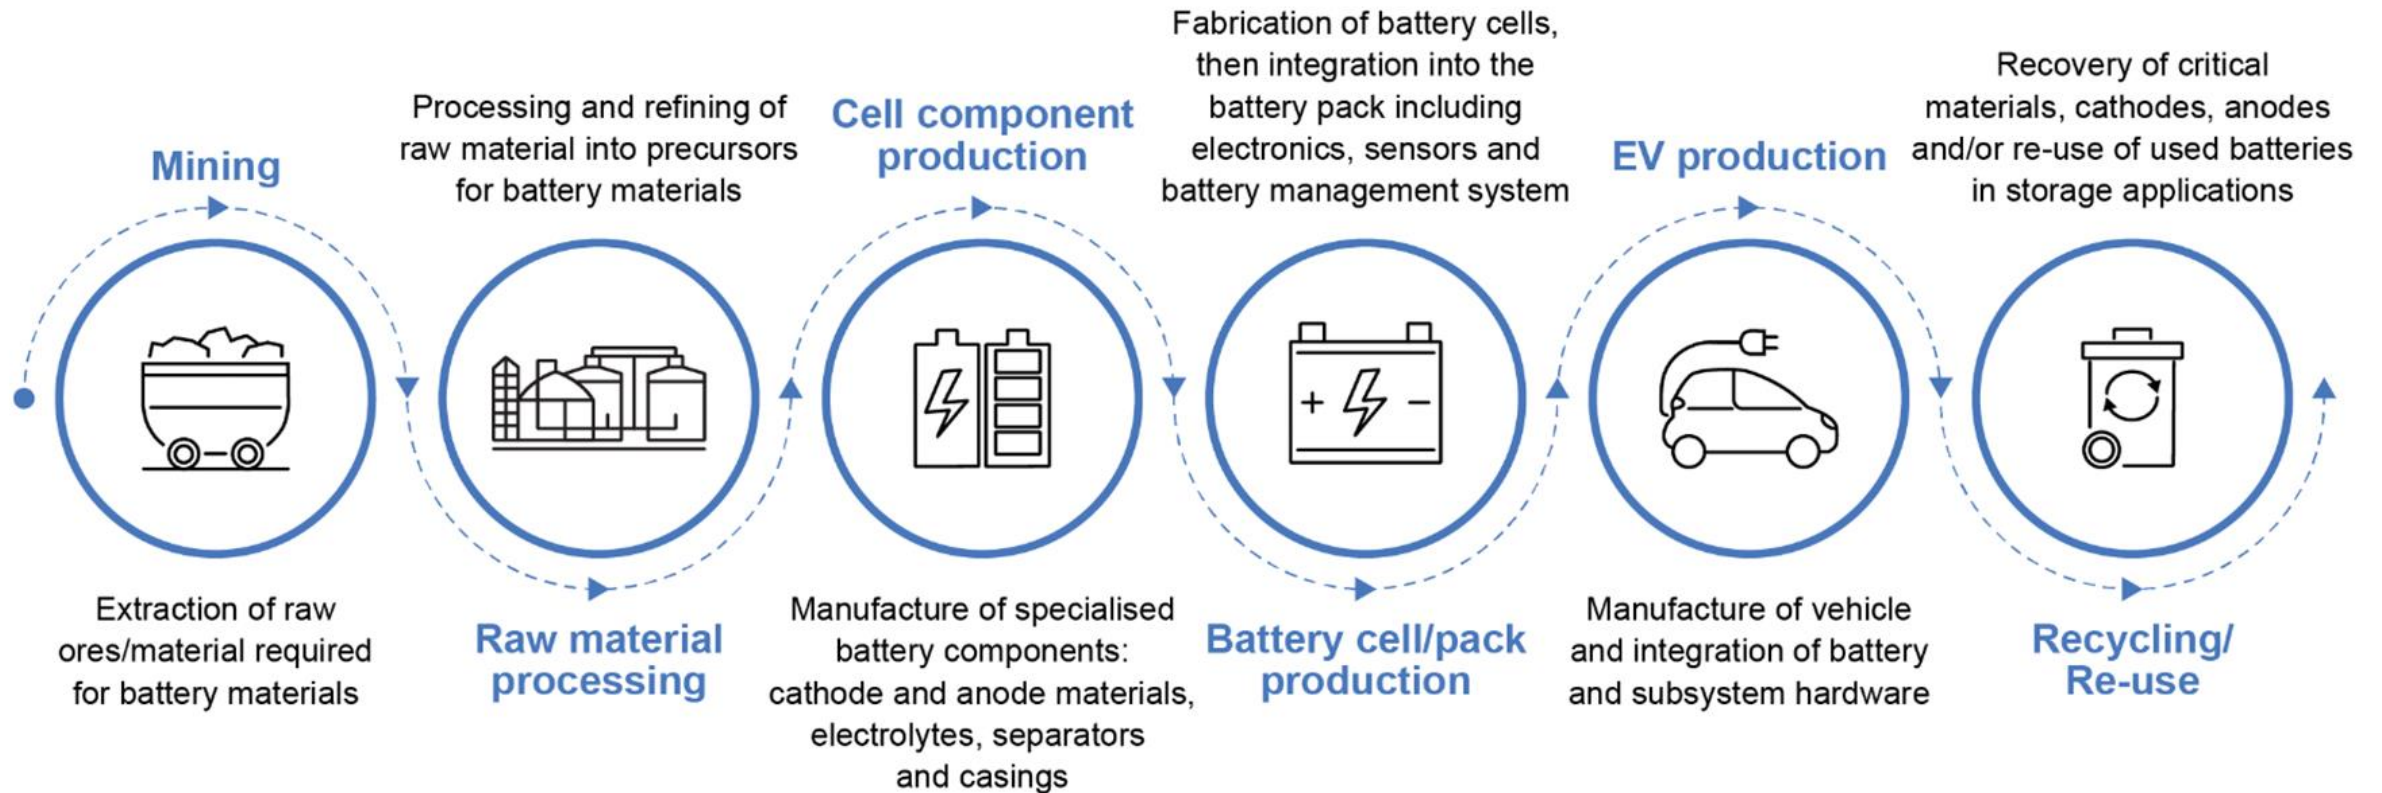 Mining
Extraction of raw
ores/material required
for battery materials
Processing and refining of
raw material into precursors
for battery materials
Raw material
processing
Cell component
production
Manufacture of specialised
battery components:
cathode and anode materials,
electrolytes, separators
and casings
Fabrication of battery cells,
then integration into the
battery pack including
electronics, sensors and
battery management system
+ −
Battery cell/pack
production
EV production
Manufacture of vehicle
and integration of battery
and subsystem hardware
Recovery of critical
materials, cathodes, anodes
and/or re-use of used batteries
in storage applications
Recycling/
Re-use